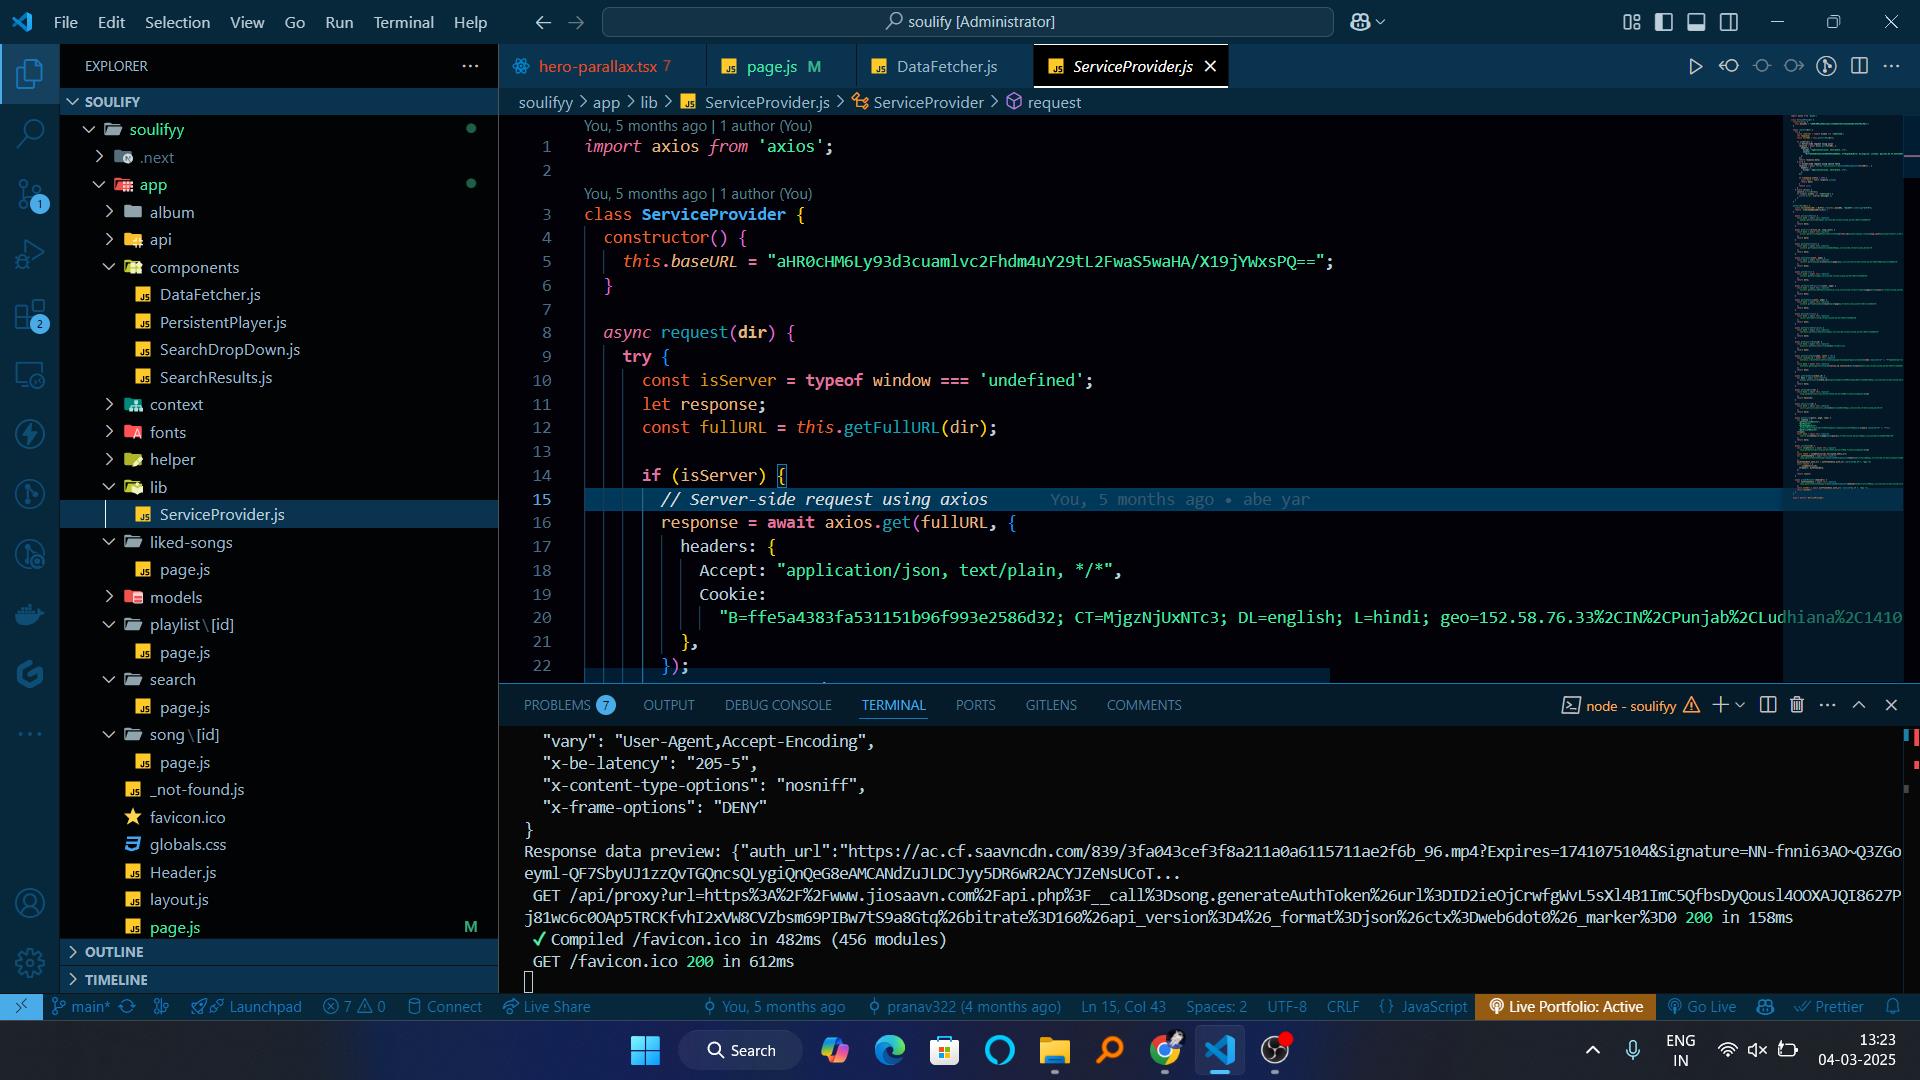 File Edit Selection View Go Run Terminal Help
soulify [Administrator]
EXPLORER
SOULIFY
soulifyy
.next
app
album
api
components
DataFetcher.js
PersistentPlayer.js
SearchDropDown.js
SearchResults.js
context
fonts
helper
lib
ServiceProvider.js
liked-songs
page.js
models
playlist\[id]
page.js
search
page.js
song\[id]
page.js
_not-found.js
favicon.ico
globals.css
Header.js
layout.js
page.js M
OUTLINE
TIMELINE
1
2
hero-parallax.tsx 7 page.js M DataFetcher.js ServiceProvider.js
soulifyy > app > lib > ServiceProvider.js > ServiceProvider > request
You, 5 months ago | 1 author (You)
1 import axios from 'axios';
2
You, 5 months ago | 1 author (You)
3 class ServiceProvider {
4 constructor() {
5 this.baseURL = "aHR0cHM6Ly93d3cuamlvc2Fhdm4uY29tL2FwaS5waHA/X19jYWxsPQ==";
6 }
7
8 async request(dir) {
9 try {
10 const isServer = typeof window === 'undefined';
11 let response;
12 const fullURL = this.getFullURL(dir);
13
14 if (isServer) {
15 // Server-side request using axios You, 5 months ago • abe yar
16 response = await axios.get(fullURL, {
17 headers: {
18 Accept: "application/json, text/plain, */*",
19 Cookie:
20 "B=ffe5a4383fa531151b96f993e2586d32; CT=MjgzNjUxNTc3; DL=english; L=hindi; geo=152.58.76.33%2CIN%2CPunjab%2CLudhiana%2C1410
21 },
22 });
PROBLEMS 7 OUTPUT DEBUG CONSOLE TERMINAL PORTS GITLENS COMMENTS
node - soulifyy
"vary": "User-Agent,Accept-Encoding",
"x-be-latency": "205-5",
"x-content-type-options": "nosniff",
"x-frame-options": "DENY"
}
Response data preview: {"auth_url":"https://ac.cf.saavncdn.com/839/3fa043cef3f8a211a0a6115711ae2f6b_96.mp4?Expires=1741075104&Signature=NN-fnni63AO~Q3ZGo
eyml-QF7SbyUJ1zzQvTGQncsQLygiQnQeG8eAMCANdZuJLDCJyy5DR6wR2ACYJZeNsUCoT...
GET /api/proxy?url=https%3A%2F%2Fwww.jiosaavn.com%2Fapi.php%3F__call%3Dsong.generateAuthToken%26url%3DID2ieOjCrwfgWvL5sXl4B1ImC5QfbsDyQousl4OOXAJQI8627P
j81wc6c0OAp5TRCKfvhI2xVW8CVZbsm69PIBw7tS9a8Gtq%26bitrate%3D160%26api_version%3D4%26_format%3Djson%26ctx%3Dweb6dot0%26_marker%3D0 200 in 158ms
✓ Compiled /favicon.ico in 482ms (456 modules)
GET /favicon.ico 200 in 612ms
main* Launchpad 7 0 Connect Live Share You, 5 months ago pranav322 (4 months ago) Ln 15, Col 43 Spaces: 2 UTF-8 CRLF {} JavaScript Live Portfolio: Active Go Live Prettier
Search
ENG
IN
13:23
04-03-2025